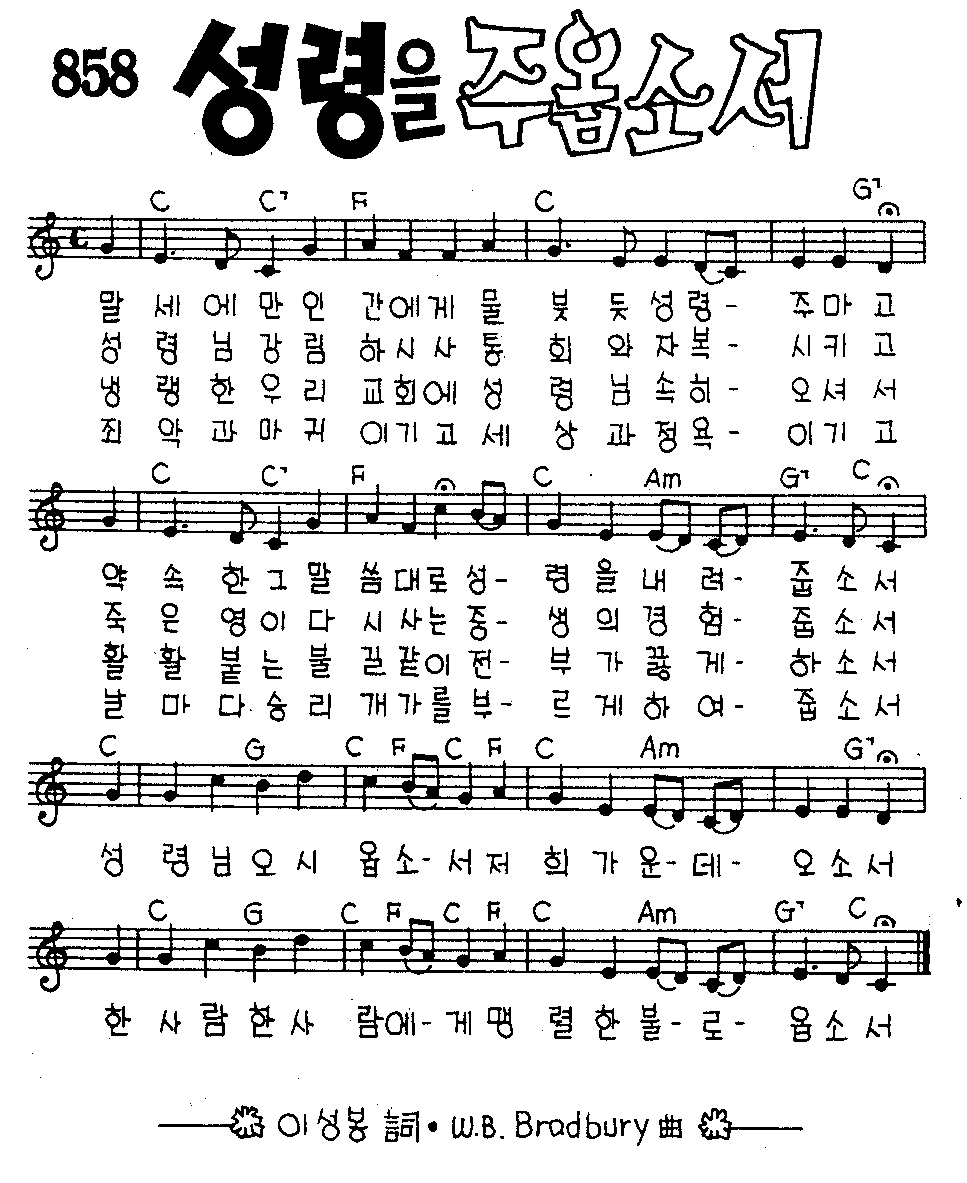 858 성령을 주옵소서
C C7 F C G7
말 세 에 만 인 간 에 게 물 붓 듯 성 령 - 주 마 고
성 령 님 강 림 하 시 사 통 회 와 자 복 - 시 키 고
냉 랭 한 우 리 교 회 에 성 령 님 속 히 - 오 셔 서
죄 악 과 마 귀 이 기 고 세 상 과 정 욕 - 이 기 고
C C7 F C Am G7 C
약 속 한 그 말 씀 대 로 성 - 령 을 내 려 - 줍 소 서
죽 은 영 이 다 시 사 는 중 - 생 의 경 험 - 줍 소 서
활 활 붙 는 불 길 같 이 전 - 부 가 끓 게 - 하 소 서
날 마 다 승 리 개 가 를 부 - 르 게 하 여 - 줍 소 서
C G C F C F C Am G7
성 령 님 오 시 옵 소 - 서 저 희 가 운 - 데 - 오 소 서
C G C F C F C Am G7 C
한 사 람 한 사 람 에 - 게 맹 렬 한 불 - 로 - 옵 소 서
이성봉 詞 • W.B. Bradbury 曲